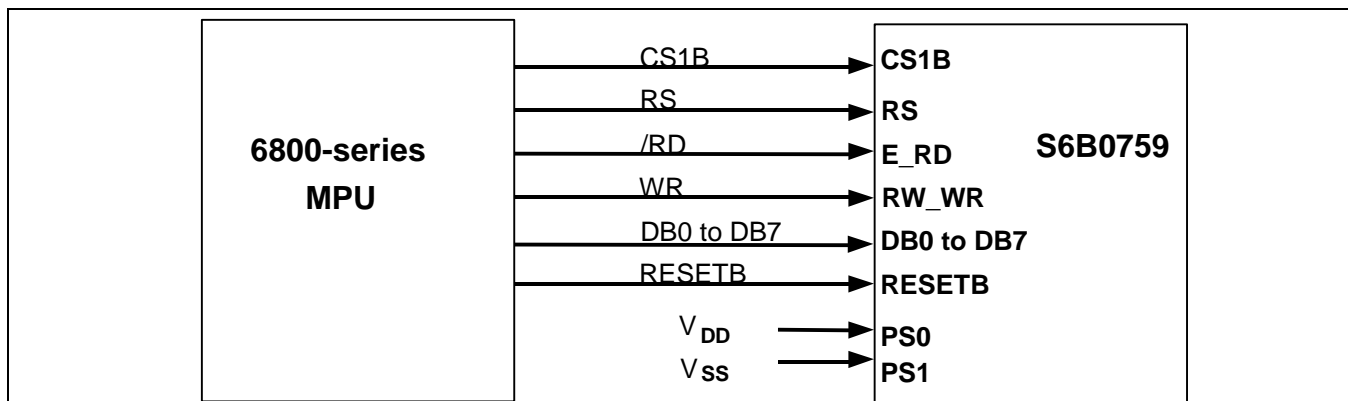 6800-series
MPU
CS1B
RS
/RD
WR
DB0 to DB7
RESETB
VDD
VSS
CS1B
RS
E_RD
RW_WR
DB0 to DB7
RESETB
PS0
PS1
S6B0759